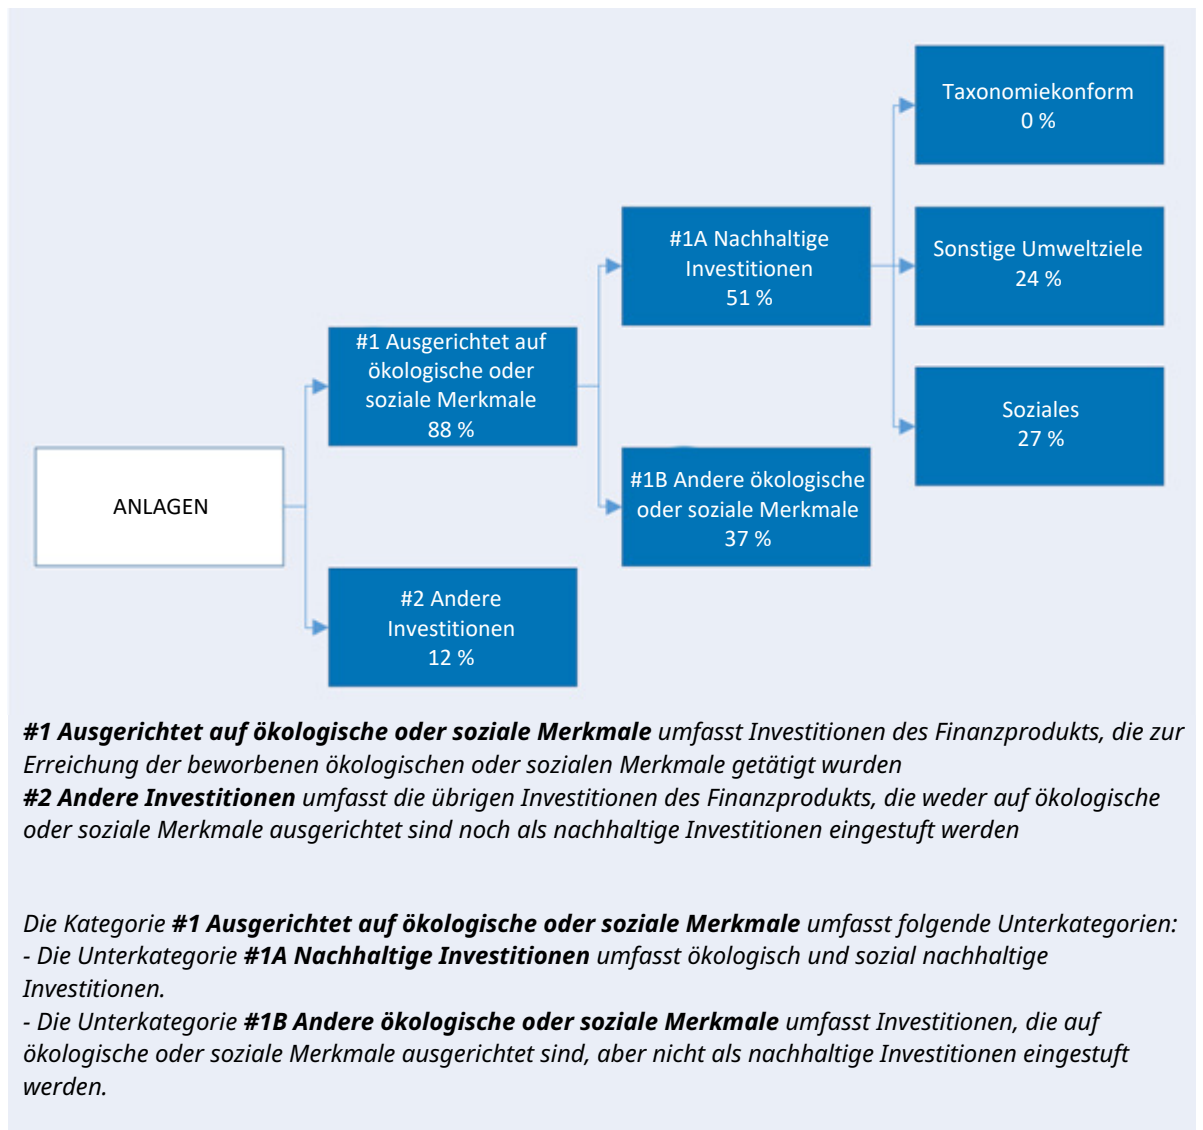 Taxonomiekonform
0 %
#1A Nachhaltige
Investitionen
51 %
Sonstige Umweltziele
24 %
#1 Ausgerichtet auf
ökologische oder
soziale Merkmale
88 %
Soziales
27 %
ANLAGEN
#1B Andere ökologische
oder soziale Merkmale
37 %
#2 Andere
Investitionen
12 %
#1 Ausgerichtet auf ökologische oder soziale Merkmale umfasst Investitionen des Finanzprodukts, die zur
Erreichung der beworbenen ökologischen oder sozialen Merkmale getätigt wurden
#2 Andere Investitionen umfasst die übrigen Investitionen des Finanzprodukts, die weder auf ökologische
oder soziale Merkmale ausgerichtet sind noch als nachhaltige Investitionen eingestuft werden
Die Kategorie #1 Ausgerichtet auf ökologische oder soziale Merkmale umfasst folgende Unterkategorien:
- Die Unterkategorie #1A Nachhaltige Investitionen umfasst ökologisch und sozial nachhaltige
Investitionen.
- Die Unterkategorie #1B Andere ökologische oder soziale Merkmale umfasst Investitionen, die auf
ökologische oder soziale Merkmale ausgerichtet sind, aber nicht als nachhaltige Investitionen eingestuft
werden.